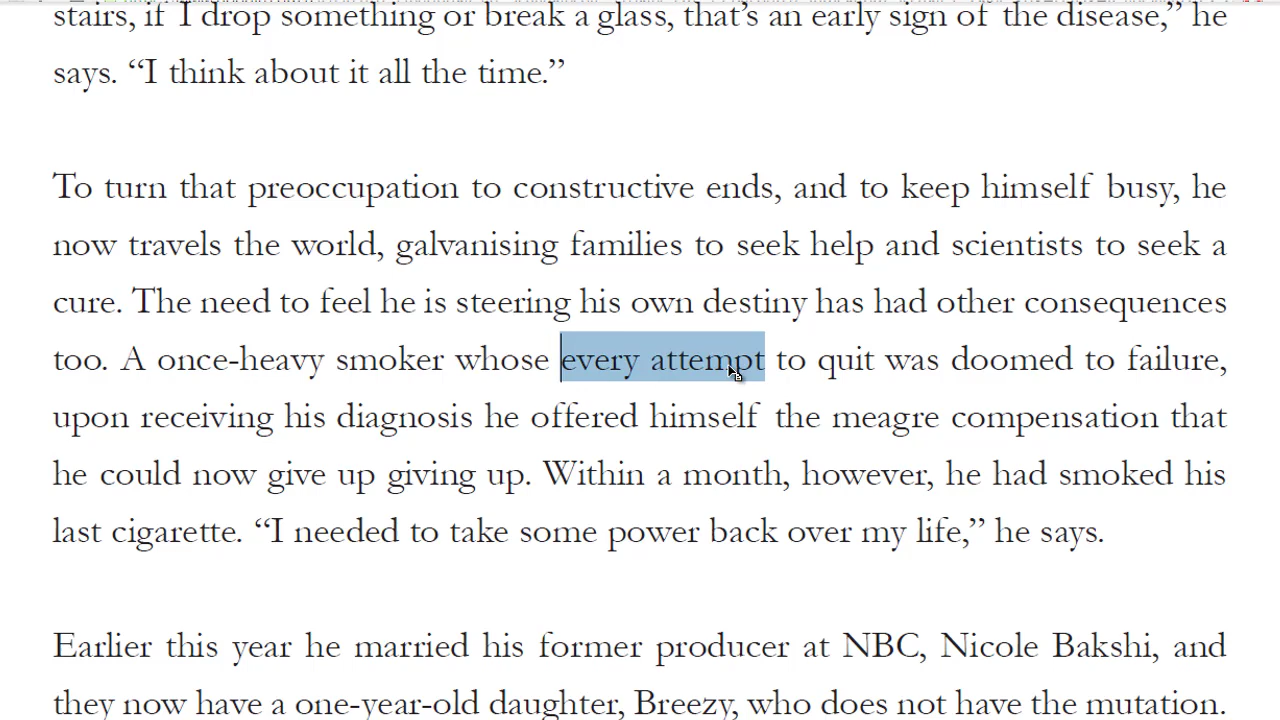 stairs, if I drop something or break a glass, that’s an early sign of the disease,” he
says. “I think about it all the time.”
To turn that preoccupation to constructive ends, and to keep himself busy, he
now travels the world, galvanising families to seek help and scientists to seek a
cure. The need to feel he is steering his own destiny has had other consequences
too. A once-heavy smoker whose every attempt to quit was doomed to failure,
upon receiving his diagnosis he offered himself the meagre compensation that
he could now give up giving up. Within a month, however, he had smoked his
last cigarette. “I needed to take some power back over my life,” he says.
Earlier this year he married his former producer at NBC, Nicole Bakshi, and
they now have a one-year-old daughter, Breezy, who does not have the mutation.